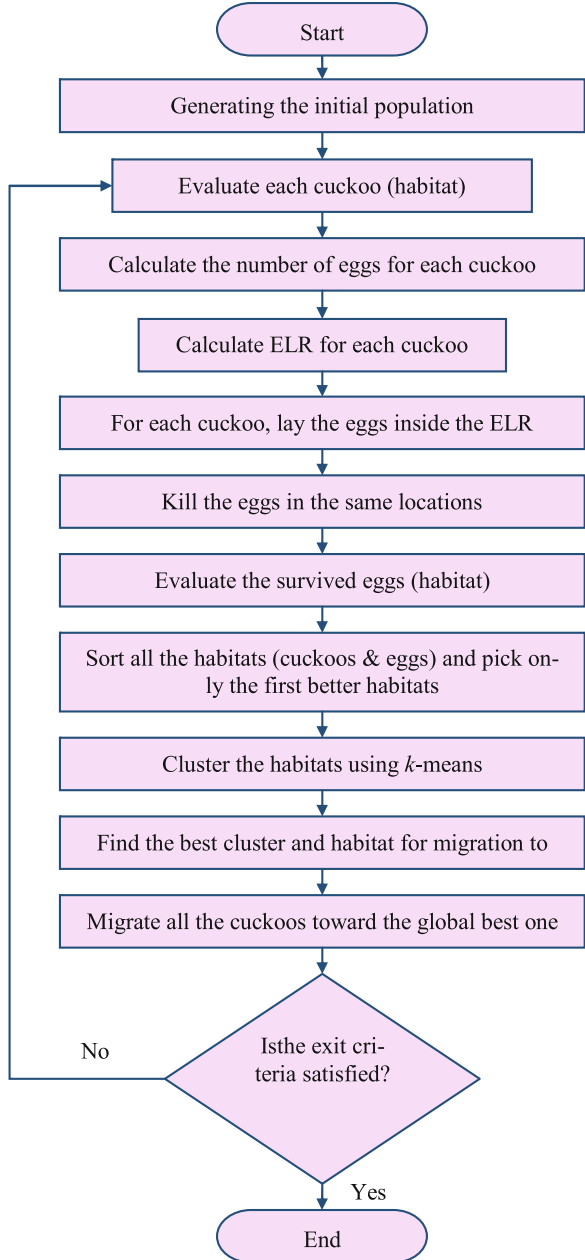 Start
Generating the initial population
Evaluate each cuckoo (habitat)
Calculate the number of eggs for each cuckoo
Calculate ELR for each cuckoo
For each cuckoo, lay the eggs inside the ELR
Kill the eggs in the same locations
Evaluate the survived eggs (habitat)
Sort all the habitats (cuckoos & eggs) and pick on-
ly the first better habitats
Cluster the habitats using k-means
Find the best cluster and habitat for migration to
Migrate all the cuckoos toward the global best one
Isthe exit cri-
teria satisfied?
No
Yes
End